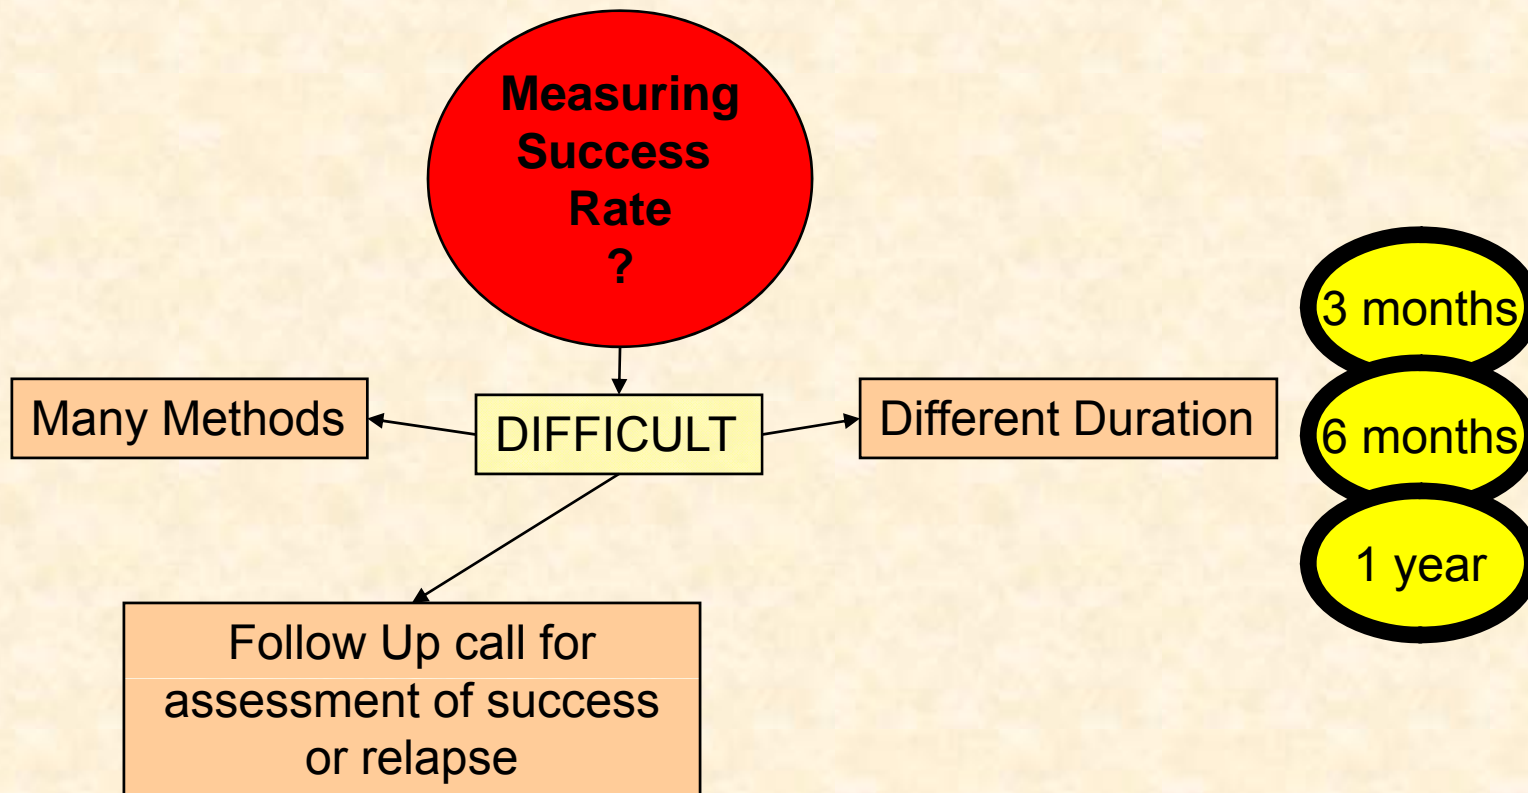 Measuring
Success
Rate
?
Many Methods
DIFFICULT
Different Duration
3 months
6 months
1 year
Follow Up call for
assessment of success
or relapse